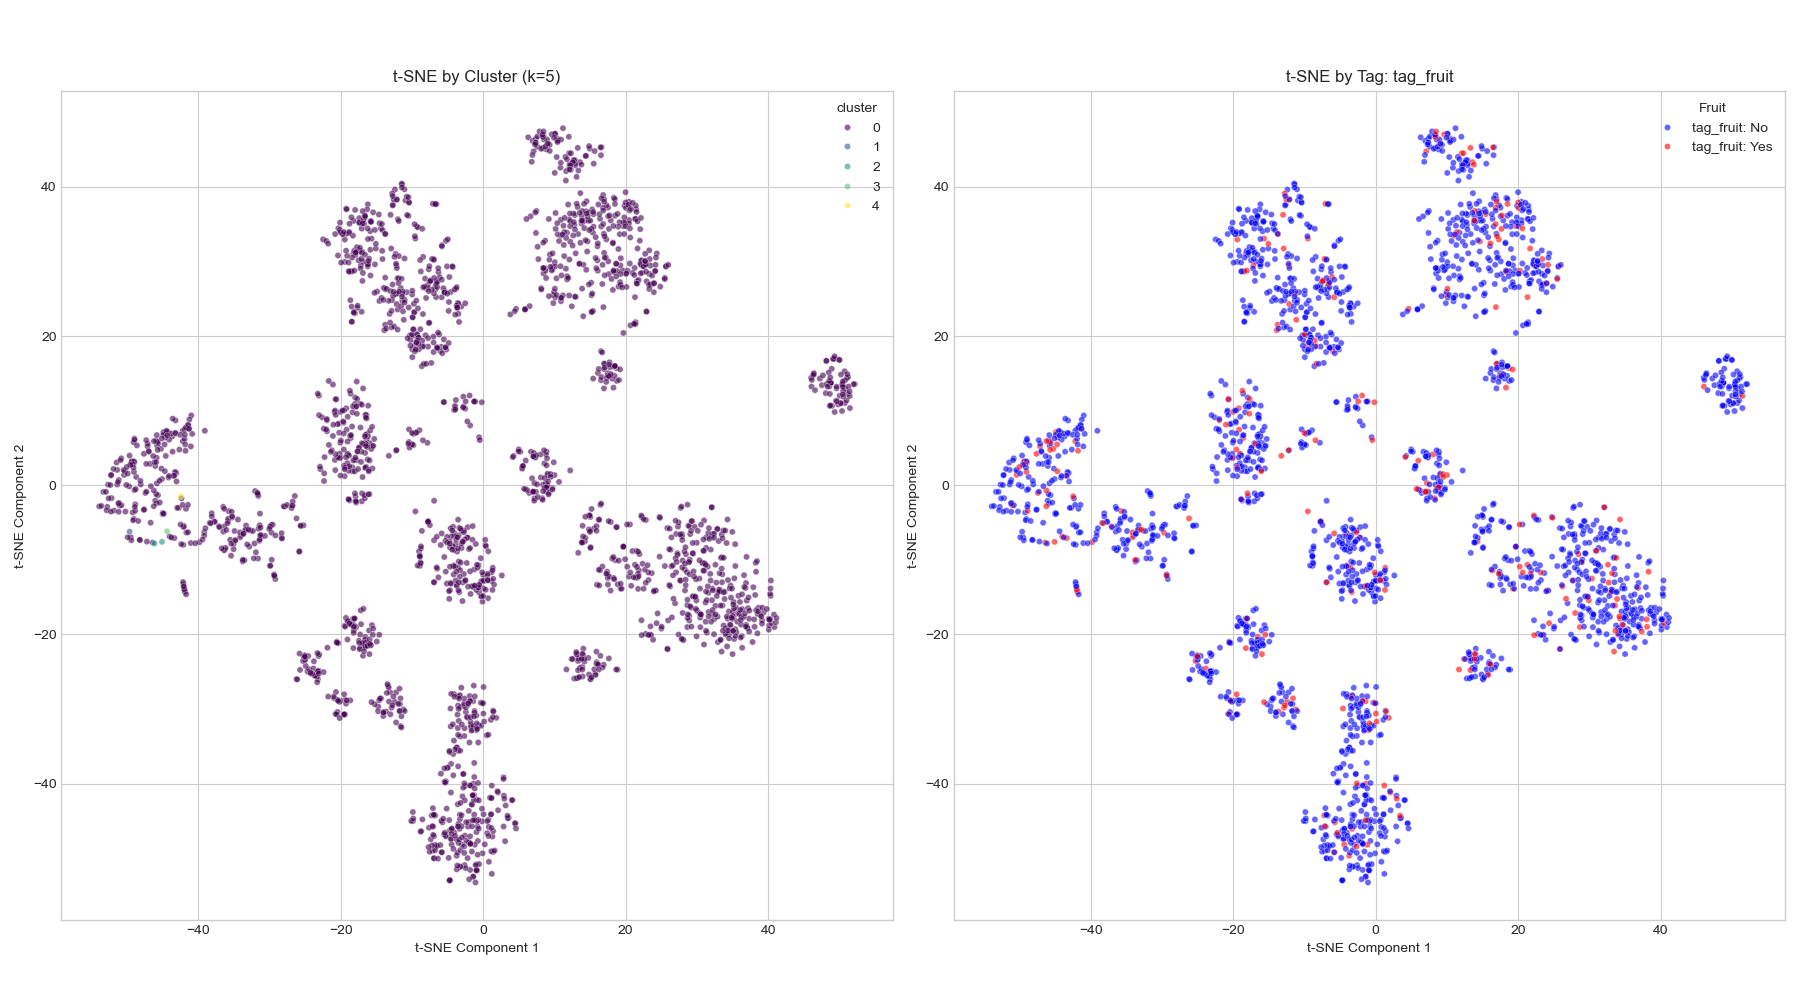 t-SNE by Cluster (k=5)
t-SNE Component 2
40
20
0
−20
−40
−40
−20
0
20
40
t-SNE Component 1
cluster
0
1
2
3
4
t-SNE by Tag: tag_fruit
t-SNE Component 2
40
20
0
−20
−40
−40
−20
0
20
40
t-SNE Component 1
Fruit
tag_fruit: No
tag_fruit: Yes